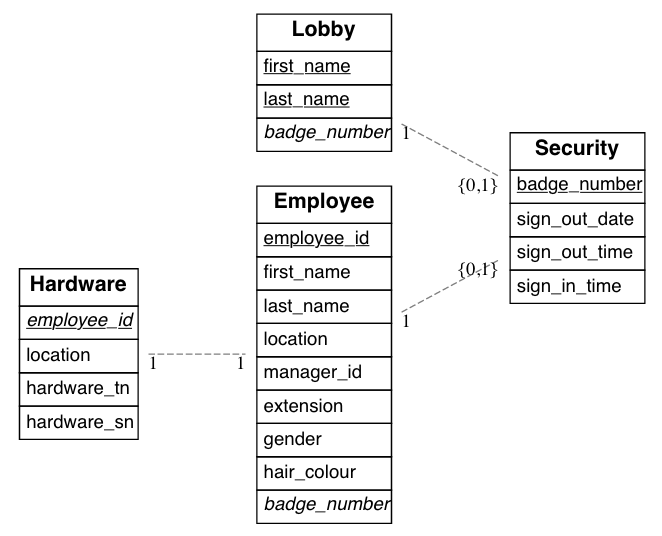 Lobby
first_name
last_name
badge_number
1
Security
badge_number
sign_out_date
sign_out_time
sign_in_time
{0,1}
{0,1}
Employee
employee_id
first_name
last_name
location
manager_id
extension
gender
hair_colour
badge_number
1
Hardware
employee_id
location
hardware_tn
hardware_sn
1
1